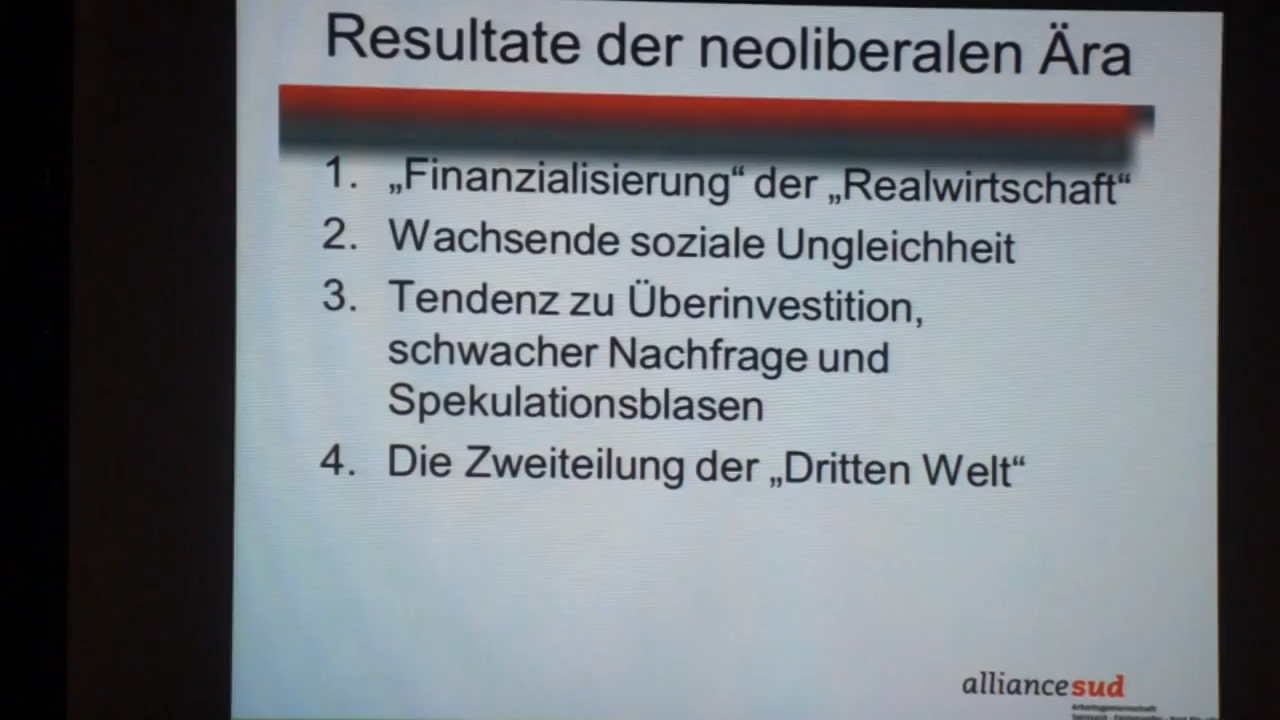 Resultate der neoliberalen Ära
1. „Finanzialisierung“ der „Realwirtschaft“
2. Wachsende soziale Ungleichheit
3. Tendenz zu Überinvestition,
schwacher Nachfrage und
Spekulationsblasen
4. Die Zweiteilung der „Dritten Welt“
alliancesud
Arbeitsgemeinschaft